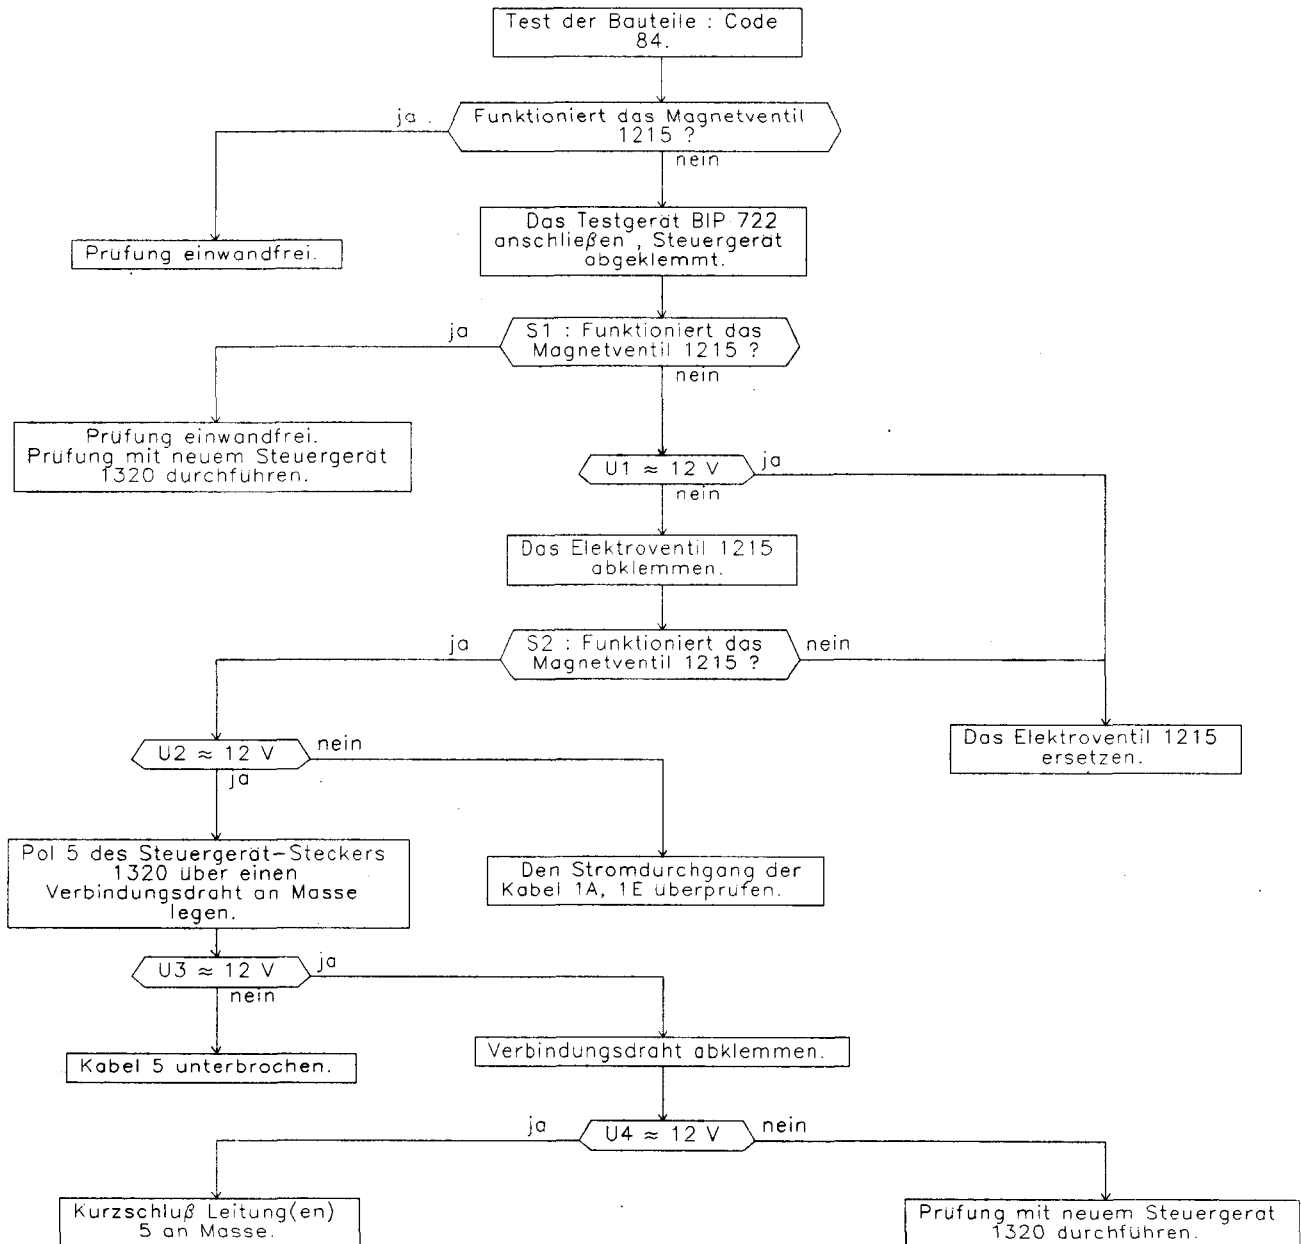 Test der Bauteile : Code
84.
ja
Funktioniert das Magnetventil
1215 ?
nein
Das Testgerät BIP 722
anschließen , Steuergerät
abgeklemmt.
Prüfung einwandfrei.
ja
S1 : Funktioniert das
Magnetventil 1215 ?
nein
Prüfung einwandfrei.
Prüfung mit neuem Steuergerät
1320 durchführen.
U1 ≈ 12 V
ja
nein
Das Elektroventil 1215
abklemmen.
ja
S2 : Funktioniert das
Magnetventil 1215 ?
nein
U2 ≈ 12 V
nein
ja
Das Elektroventil 1215
ersetzen.
Pol 5 des Steuergerät-Steckers
1320 über einen
Verbindungsdraht an Masse
legen.
Den Stromdurchgang der
Kabel 1A, 1E überprüfen.
U3 ≈ 12 V
ja
nein
Kabel 5 unterbrochen.
Verbindungsdraht abklemmen.
ja
U4 ≈ 12 V
nein
Kurzschluß Leitung(en)
5 an Masse.
Prüfung mit neuem Steuergerät
1320 durchführen.